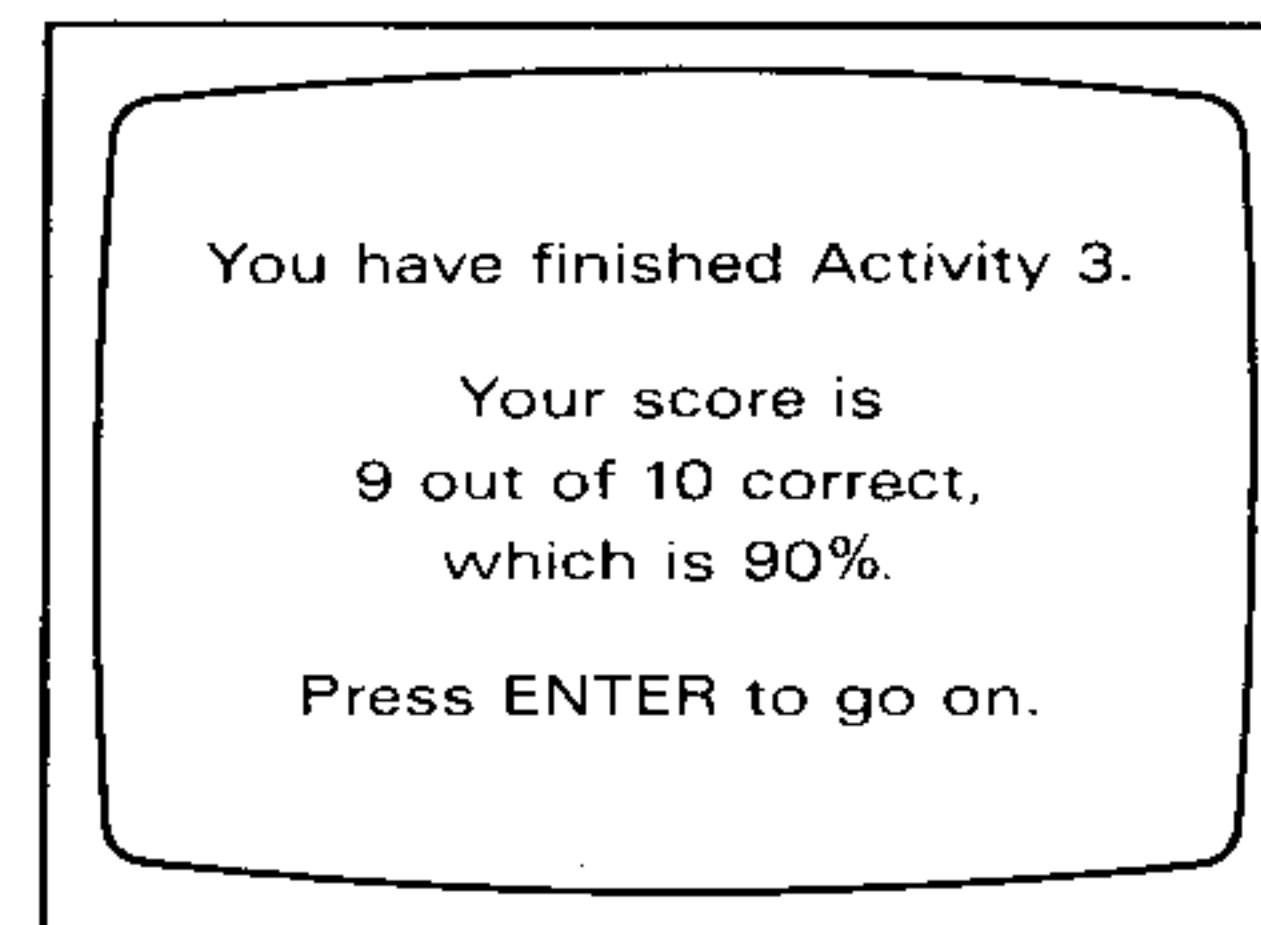 You have finished Activity 3.
Your score is
9 out of 10 correct,
which is 90%.
Press ENTER to go on.